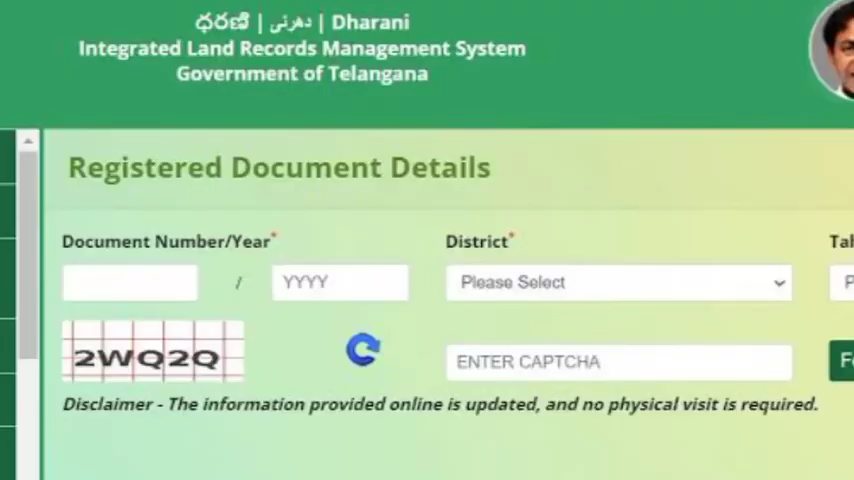 ధరణి | دھرنی | Dharani
Integrated Land Records Management System
Government of Telangana
Registered Document Details
Document Number/Year*
District*
/
YYYY
Please Select
2WQ2Q
ENTER CAPTCHA
Disclaimer - The information provided online is updated, and no physical visit is required.